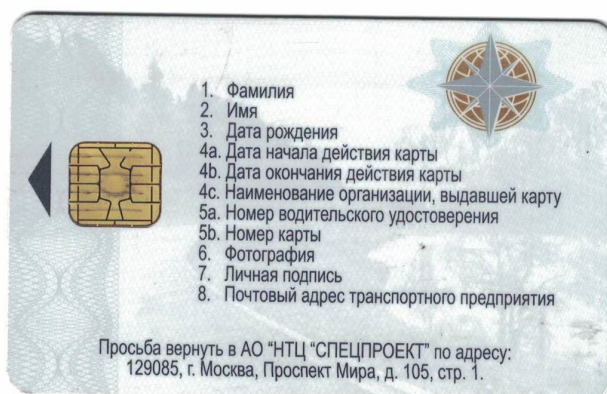 1. Фамилия
2. Имя
3. Дата рождения
4a. Дата начала действия карты
4b. Дата окончания действия карты
4c. Наименование организации, выдавшей карту
5a. Номер водительского удостоверения
5b. Номер карты
6. Фотография
7. Личная подпись
8. Почтовый адрес транспортного предприятия
Просьба вернуть в АО "НТЦ "СПЕЦПРОЕКТ" по адресу:
129085, г. Москва, Проспект Мира, д. 105, стр. 1.